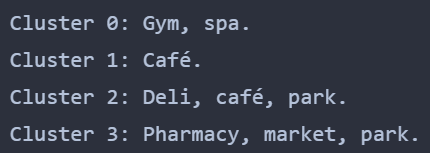 Cluster 0: Gym, spa.
Cluster 1: Café.
Cluster 2: Deli, café, park.
Cluster 3: Pharmacy, market, park.